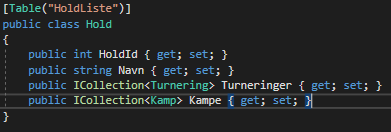 [Table("HoldListe")]
public class Hold
{
public int HoldId { get; set; }
public string Navn { get; set; }
public ICollection<Turnering> Turneringer { get; set; }
public ICollection<Kamp> Kampe { get; set; }
}